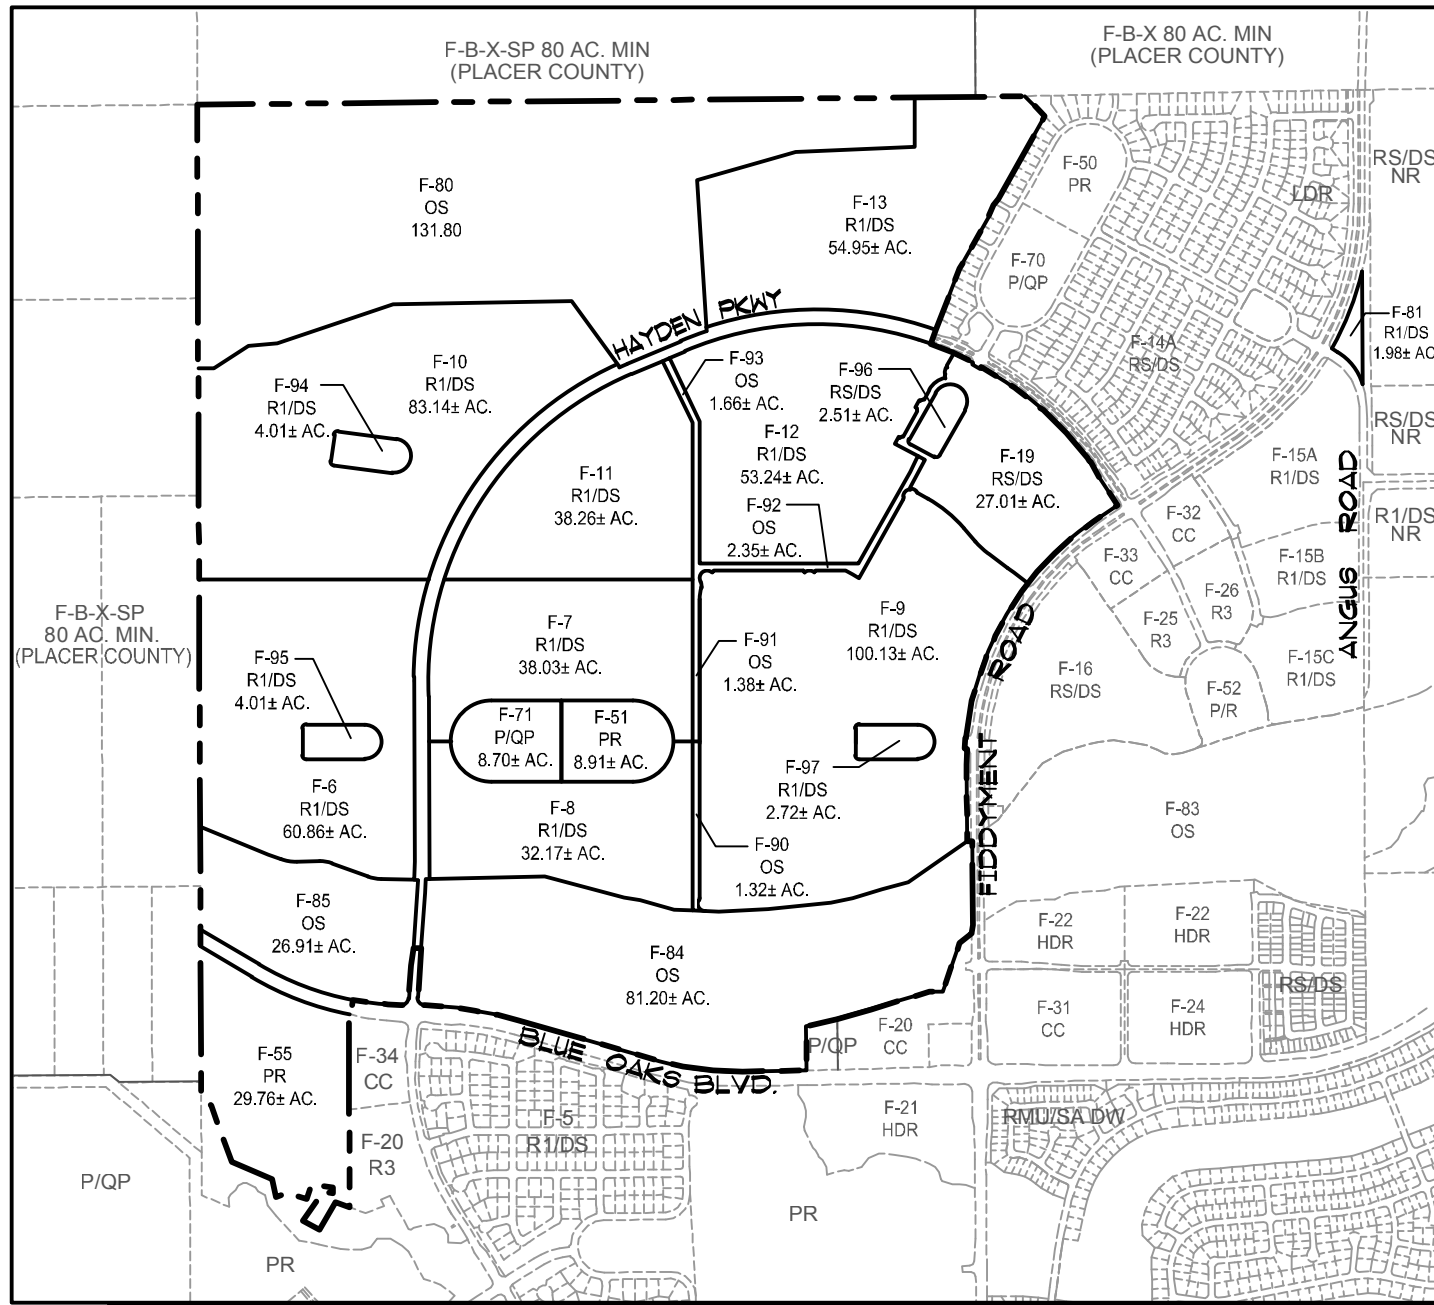 F-B-X-SP 80 AC. MIN
(PLACER COUNTY)
F-B-X 80 AC. MIN
(PLACER COUNTY)
F-80
OS
131.80
F-13
R1/DS
54.95± AC.
F-50
PR
LDR
RS/DS
NR
F-70
P/QP
HAYDEN PKWY
F-81
R1/DS
1.98± AC
F-14A
RS/DS
F-10
R1/DS
83.14± AC.
F-94
R1/DS
4.01± AC.
F-93
OS
1.66± AC.
F-96
RS/DS
2.51± AC.
F-12
R1/DS
53.24± AC.
F-11
R1/DS
38.26± AC.
F-19
RS/DS
27.01± AC.
F-92
OS
2.35± AC.
RS/DS
NR
F-15A
R1/DS
ANGUS ROAD
R1/DS
NR
F-32
CC
F-33
CC
F-15B
R1/DS
F-26
R3
F-25
R3
F-15C
R1/DS
F-16
RS/DS
F-52
P/R
F-B-X-SP
80 AC. MIN.
(PLACER COUNTY)
F-7
R1/DS
38.03± AC.
F-9
R1/DS
100.13± AC.
F-91
OS
1.38± AC.
F-95
R1/DS
4.01± AC.
F-71
P/QP
8.70± AC.
F-51
PR
8.91± AC.
FIDDYMENT ROAD
F-97
R1/DS
2.72± AC.
F-6
R1/DS
60.86± AC.
F-8
R1/DS
32.17± AC.
F-90
OS
1.32± AC.
F-83
OS
F-85
OS
26.91± AC.
F-84
OS
81.20± AC.
F-22
HDR
F-22
HDR
RS/DS
F-31
CC
F-24
HDR
F-20
CC
P/QP
BLUE OAKS BLVD.
F-55
PR
29.76± AC.
F-34
CC
F-5
R1/DS
F-21
HDR
RMU/SA DW
F-20
R3
P/QP
PR
PR